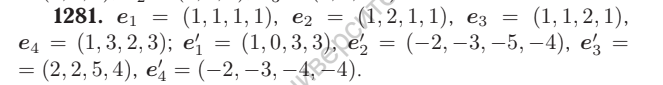 1281. e₁ = (1, 1, 1, 1), e₂ = (1, 2, 1, 1), e₃ = (1, 1, 2, 1),
e₄ = (1, 3, 2, 3); e′₁ = (1, 0, 3, 3), e′₂ = (−2, −3, −5, −4), e′₃ =
= (2, 2, 5, 4), e′₄ = (−2, −3, −4, −4).